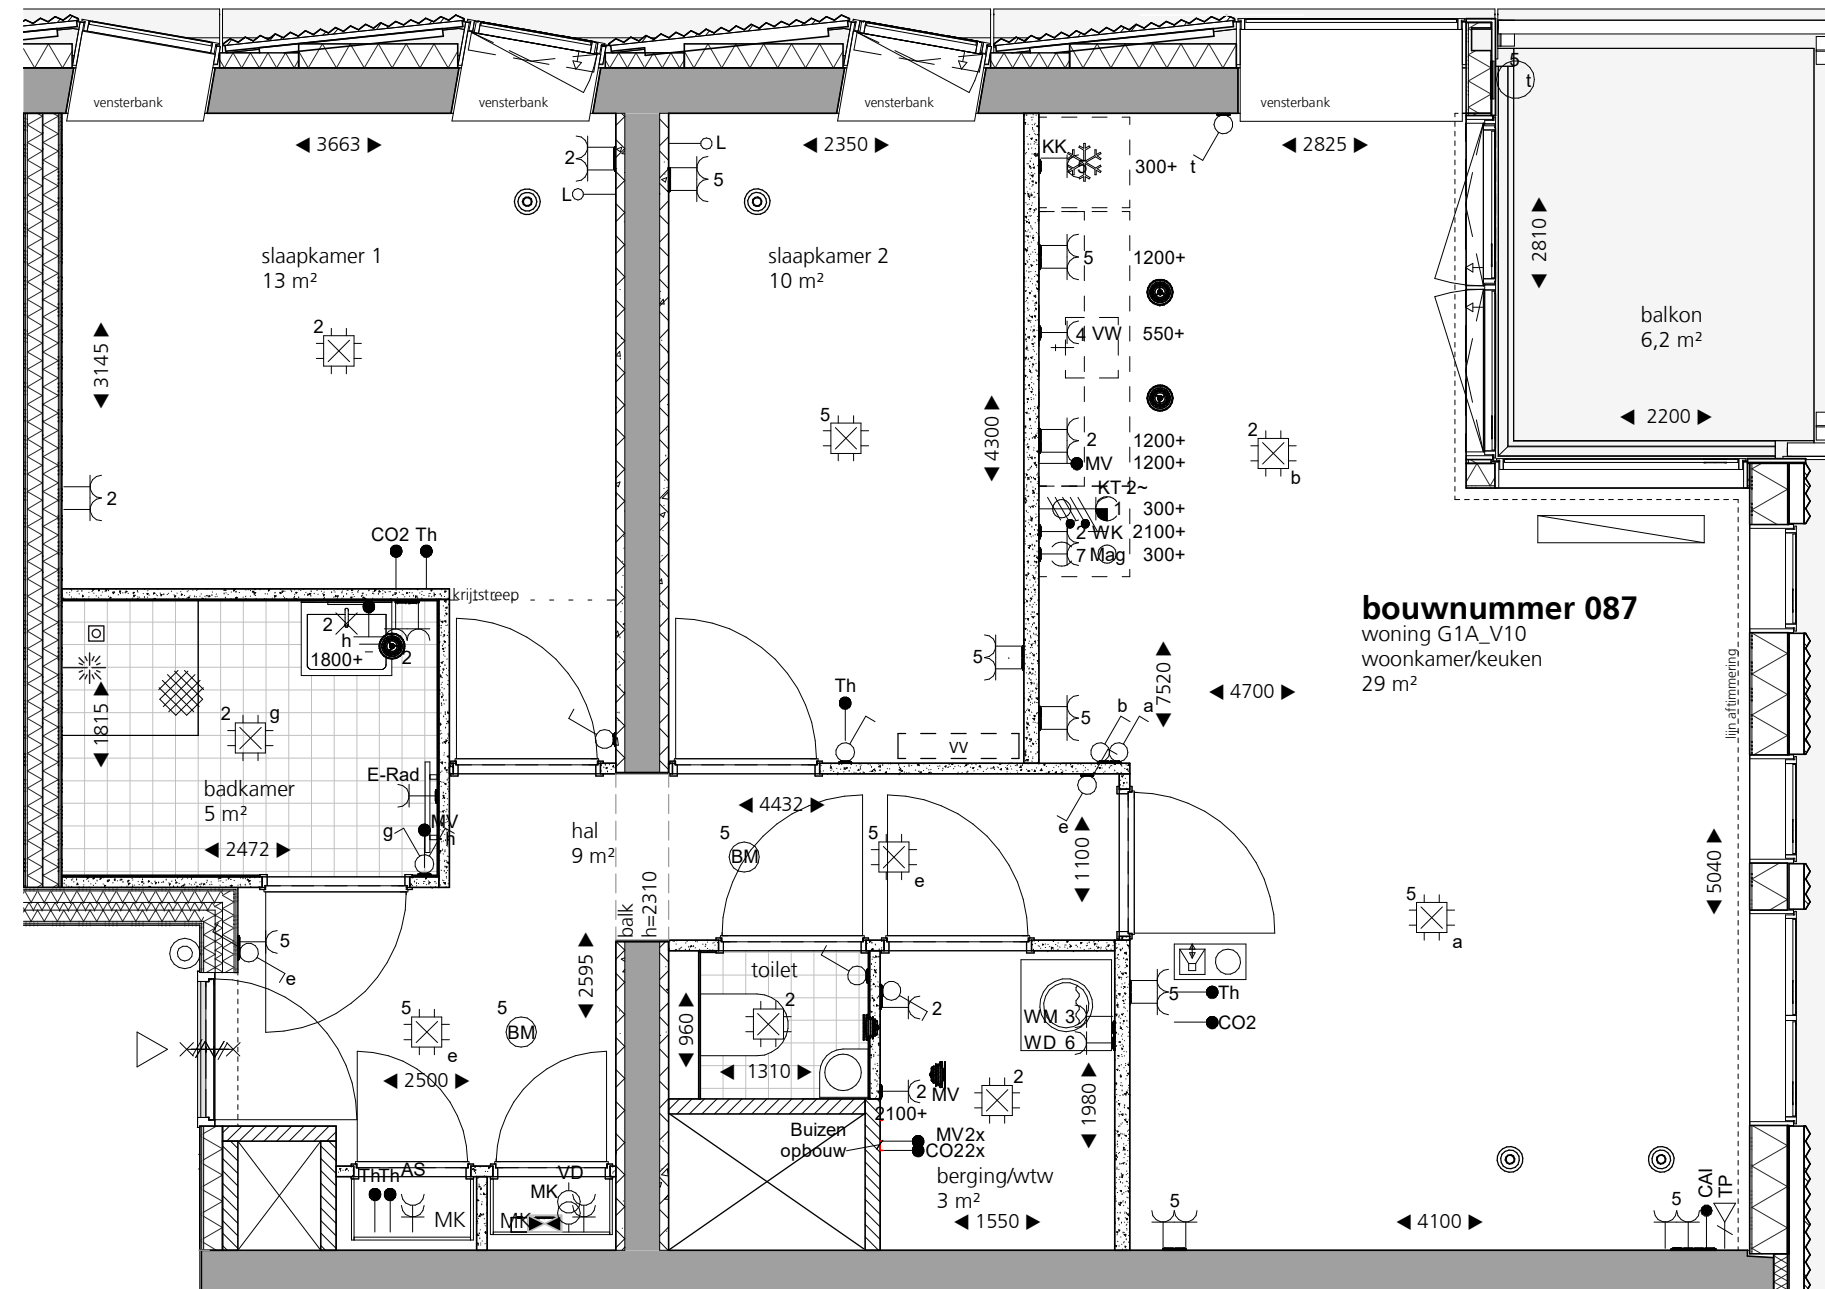 vensterbank
vensterbank
vensterbank
vensterbank
5
t
3663
2
L
L
5
2350
KK
300+
t
2825
slaapkamer 1
13 m²
slaapkamer 2
10 m²
5
1200+
2810
balkon
6,2 m²
2
3145
4 VW
550+
2200
5
4300
2
1200+
MV
1200+
2
b
2
KT 2~
1
300+
2 WK
2100+
7 Mag
300+
CO2
Th
krijtstreep
2
h
1800+
2
bouwnummer 087
woning G1A_V10
woonkamer/keuken
29 m²
lijn aftimmering
5
Th
VV
5
b
a
7520
4700
1815
2
g
badkamer
5 m²
E-Rad
MV
g
h
2472
hal
9 m²
4432
5
BM
5
e
e
1100
5040
balk
h=2310
5
e
2595
5
e
5
BM
2500
toilet
2
960
1310
2
WM 3
WD 6
5
Th
CO2
5
a
2
MV
2100+
2
1980
Buizen
opbouw
MV2x
CO22x
berging/wtw
3 m²
1550
Th
Th
AS
MK
VD
MK
MK
5
4100
5
CAI
TP